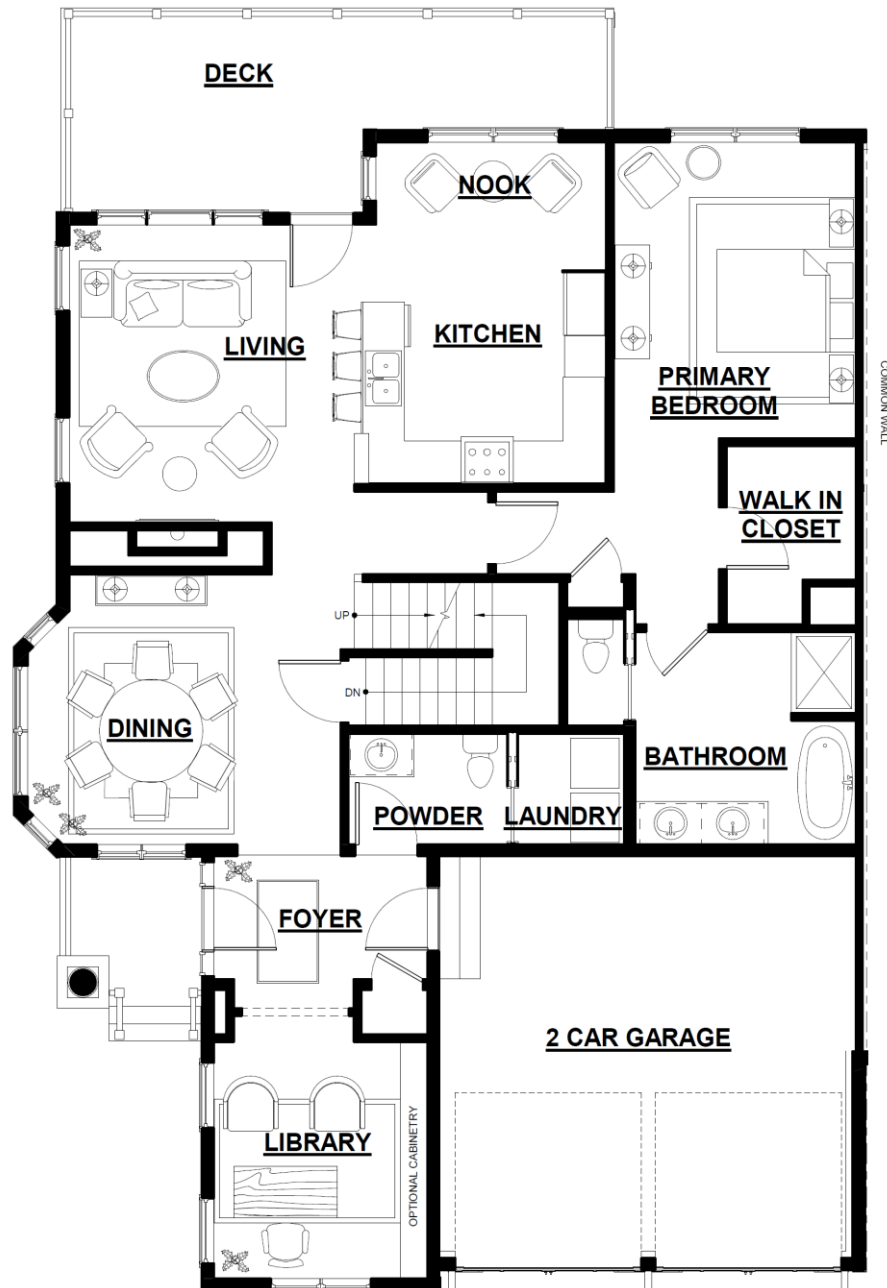 DECK
NOOK
LIVING
KITCHEN
PRIMARY
BEDROOM
COMMON WALL
WALK IN
CLOSET
UP
DN
DINING
BATHROOM
POWDER
LAUNDRY
FOYER
2 CAR GARAGE
LIBRARY
OPTIONAL CABINETRY